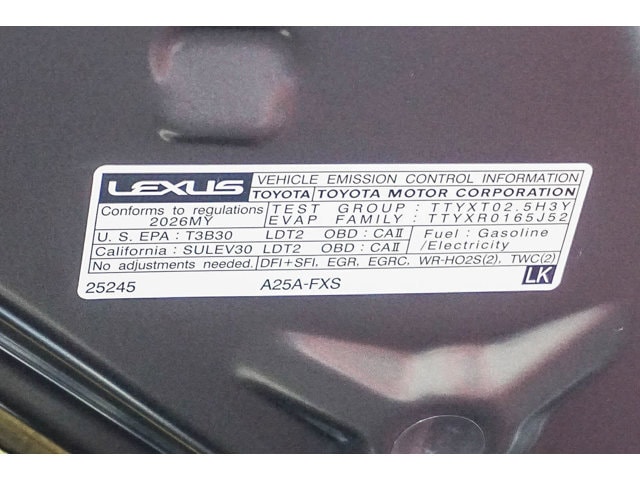 LEXUS VEHICLE EMISSION CONTROL INFORMATION
TOYOTA TOYOTA MOTOR CORPORATION
Conforms to regulations TEST GROUP: TTYXT02.5H3Y
2026MY EVAP FAMILY: TTYXR0165J52
U. S. EPA : T3B30 LDT2 OBD : CAII Fuel : Gasoline
California : SULEV30 LDT2 OBD : CAII /Electricity
No adjustments needed. DFI+SFI, EGR, EGRC, WR-HO2S(2), TWC(2)
25245 A25A-FXS LK